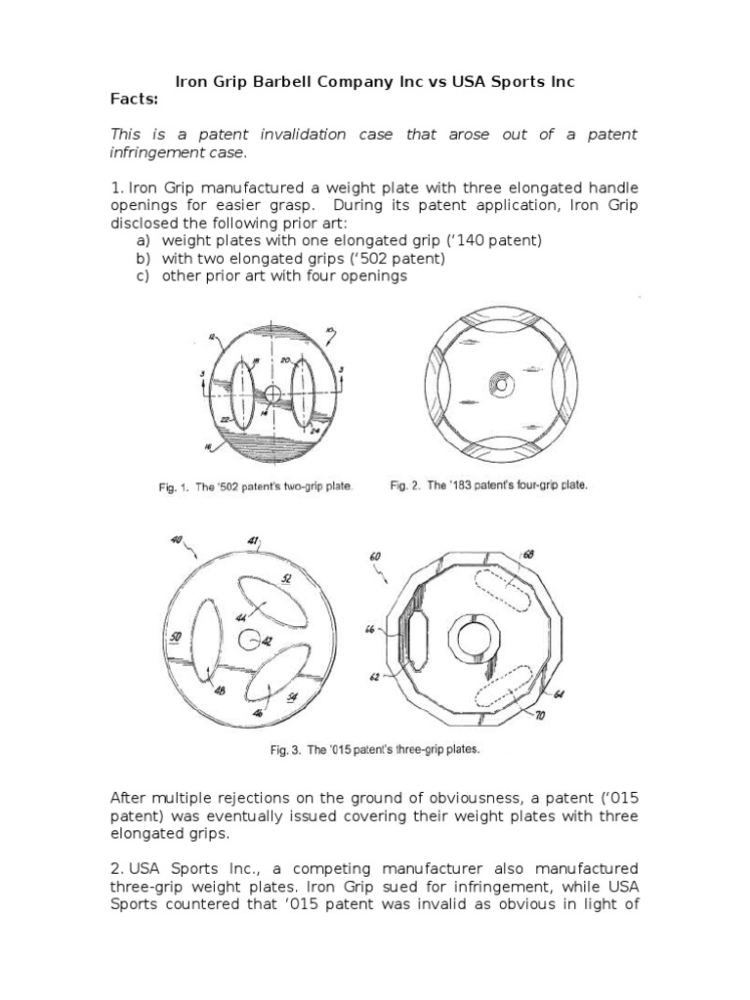 Iron Grip Barbell Company Inc vs USA Sports Inc
Facts:
This is a patent invalidation case that arose out of a patent
infringement case.
1. Iron Grip manufactured a weight plate with three elongated handle
openings for easier grasp. During its patent application, Iron Grip
disclosed the following prior art:
a) weight plates with one elongated grip (‘140 patent)
b) with two elongated grips (‘502 patent)
c) other prior art with four openings
12
10
18
20
3
3
14
22
24
16
Fig. 1. The '502 patent's two-grip plate.
Fig. 2. The '183 patent's four-grip plate.
40
41
52
44
50
42
48
46
54
60
68
66
62
64
70
Fig. 3. The '015 patent's three-grip plates.
After multiple rejections on the ground of obviousness, a patent (‘015
patent) was eventually issued covering their weight plates with three
elongated grips.
2. USA Sports Inc., a competing manufacturer also manufactured
three-grip weight plates. Iron Grip sued for infringement, while USA
Sports countered that ‘015 patent was invalid as obvious in light of